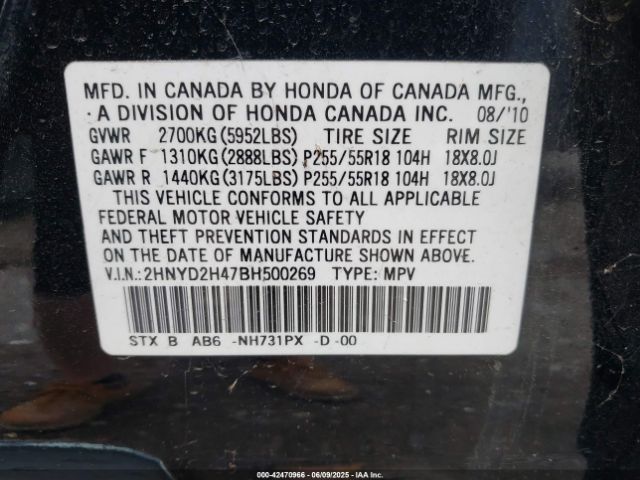 MFD. IN CANADA BY HONDA OF CANADA MFG.,
A DIVISION OF HONDA CANADA INC. 08/'10
GVWR 2700KG(5952LBS) TIRE SIZE RIM SIZE
GAWR F 1310KG(2888LBS) P255/55R18 104H 18X8.0J
GAWR R 1440KG(3175LBS) P255/55R18 104H 18X8.0J
THIS VEHICLE CONFORMS TO ALL APPLICABLE
FEDERAL MOTOR VEHICLE SAFETY
AND THEFT PREVENTION STANDARDS IN EFFECT
ON THE DATE OF MANUFACTURE SHOWN ABOVE.
V.I.N.:2HNYD2H47BH500269 TYPE: MPV
STX B AB6 -NH731PX -D-00
000-42470966 - 06/09/2025 - IAAI.COM